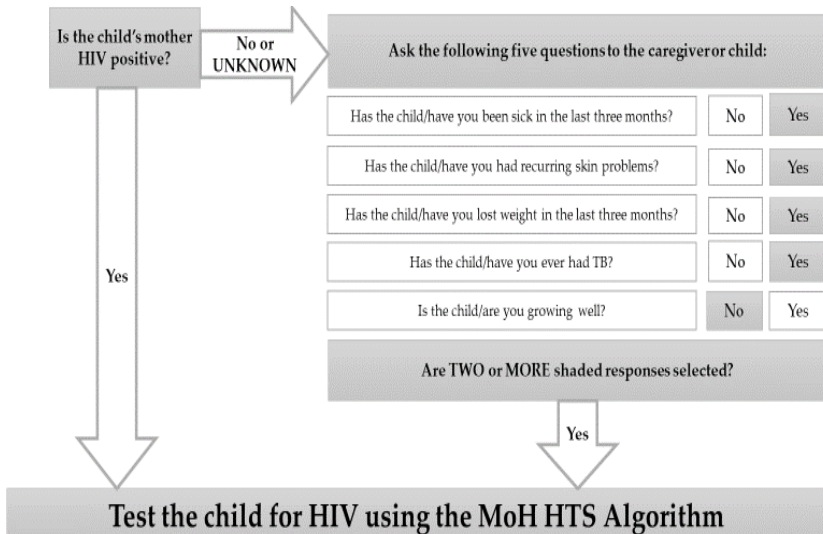 Is the child's mother
HIV positive?
No or
UNKNOWN
Ask the following five questions to the caregiver or child:
Has the child/have you been sick in the last three months?
No
Yes
Has the child/have you had recurring skin problems?
No
Yes
Has the child/have you lost weight in the last three months?
No
Yes
Has the child/have you ever had TB?
No
Yes
Is the child/are you growing well?
No
Yes
Are TWO or MORE shaded responses selected?
Yes
Yes
Test the child for HIV using the MoH HTS Algorithm